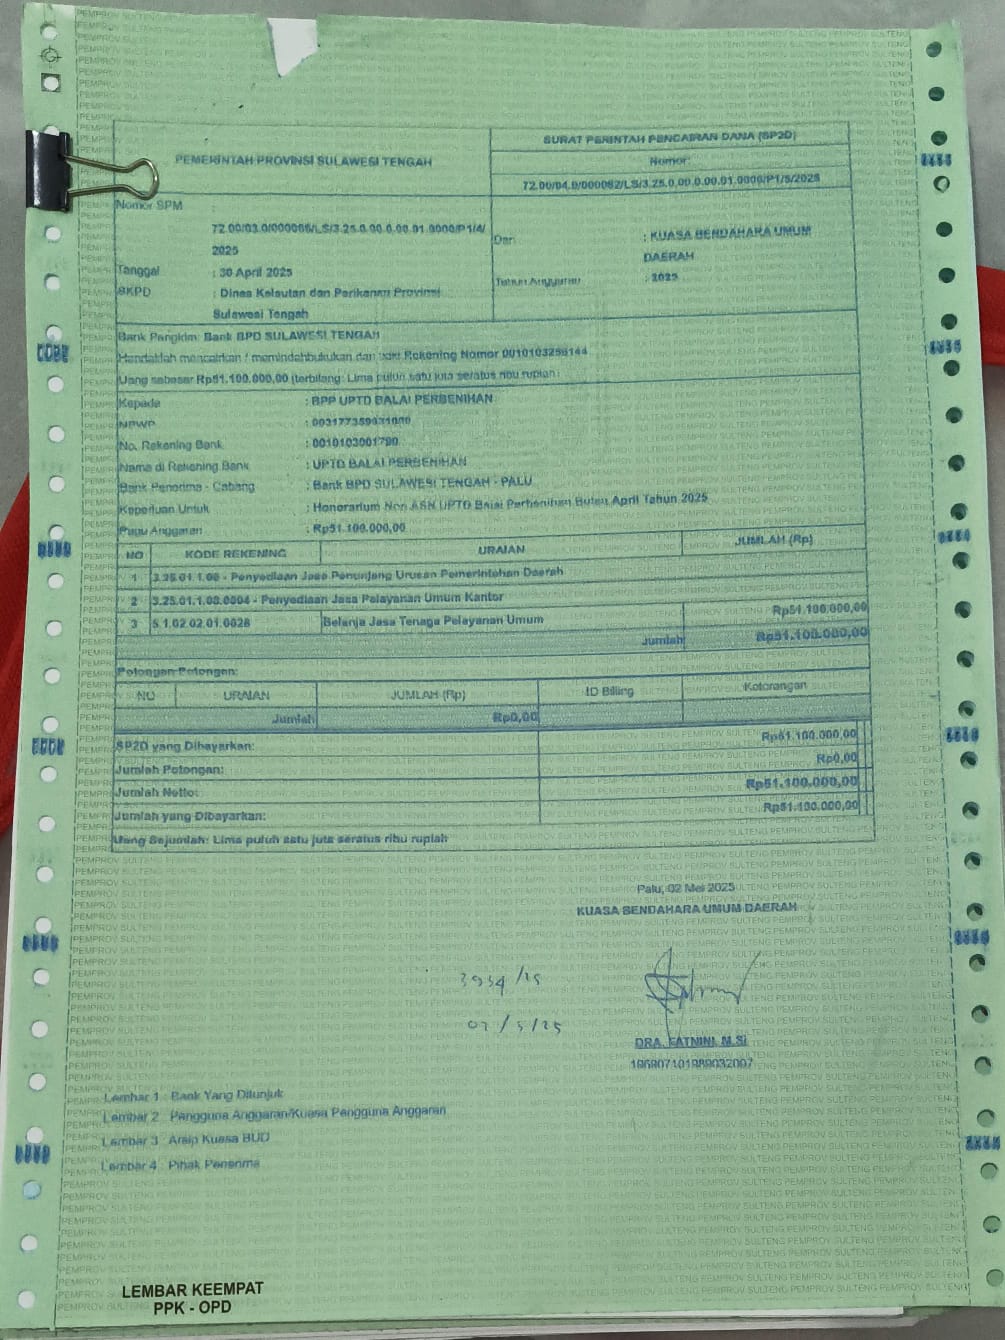 PEMERINTAH PROVINSI SULAWESI TENGAH
SURAT PERINTAH PENCAIRAN DANA (SP2D)
Nomor:
72.00/04.0/000082/LS/3.25.0.00.0.00.01.0000/P1/5/2025
Nomor SPM :
72.00/03.0/000086/LS/3.25.0.00.0.00.01.0000/P1/4/
2025
Tanggal : 30 April 2025
SKPD : Dinas Kelautan dan Perikanan Provinsi
Sulawesi Tengah
Dari : KUASA BENDAHARA UMUM
DAERAH
Tahun Anggaran : 2025
Bank Pengirim: Bank BPD SULAWESI TENGAH
Hendaklah mencairkan / memindahbukukan dari baki Rekening Nomor 0010103258144
Uang sebesar Rp51.100.000,00 (terbilang: Lima puluh satu juta seratus ribu rupiah)
Kepada : BPP UPTD BALAI PERBENIHAN
NPWP :
No. Rekening Bank : 0010103001790
Nama di Rekening Bank : UPTD BALAI PERBENIHAN
Bank Penerima - Cabang : Bank BPD SULAWESI TENGAH - PALU
Keperluan Untuk : Honorarium Non ASN UPTD Balai Perbenihan Bulan April Tahun 2025
Pagu Anggaran : Rp51.100.000,00
NO KODE REKENING URAIAN JUMLAH (Rp)
1 3.25.01.1.08 - Penyediaan Jasa Penunjang Urusan Pemerintahan Daerah
2 3.25.01.1.08.0004 - Penyediaan Jasa Pelayanan Umum Kantor
3 5.1.02.02.01.0028 Belanja Jasa Tenaga Pelayanan Umum Rp51.100.000,00
Jumlah Rp51.100.000,00
Potongan-Potongan:
NO URAIAN JUMLAH (Rp) ID Billing Keterangan
Jumlah Rp0,00
SP2D yang Dibayarkan: Rp51.100.000,00
Jumlah Potongan: Rp0,00
Jumlah Netto: Rp51.100.000,00
Jumlah yang Dibayarkan: Rp51.100.000,00
Uang Sejumlah: Lima puluh satu juta seratus ribu rupiah
Palu, 02 Mei 2025
KUASA BENDAHARA UMUM DAERAH
3934/25
02/5/25
DRA. FATNINI, M.Si
196907101989032007
Lembar 1 : Bank Yang Ditunjuk
Lembar 2 : Pengguna Anggaran/Kuasa Pengguna Anggaran
Lembar 3 : Arsip Kuasa BUD
Lembar 4 : Pihak Penerima
LEMBAR KEEMPAT
PPK - OPD